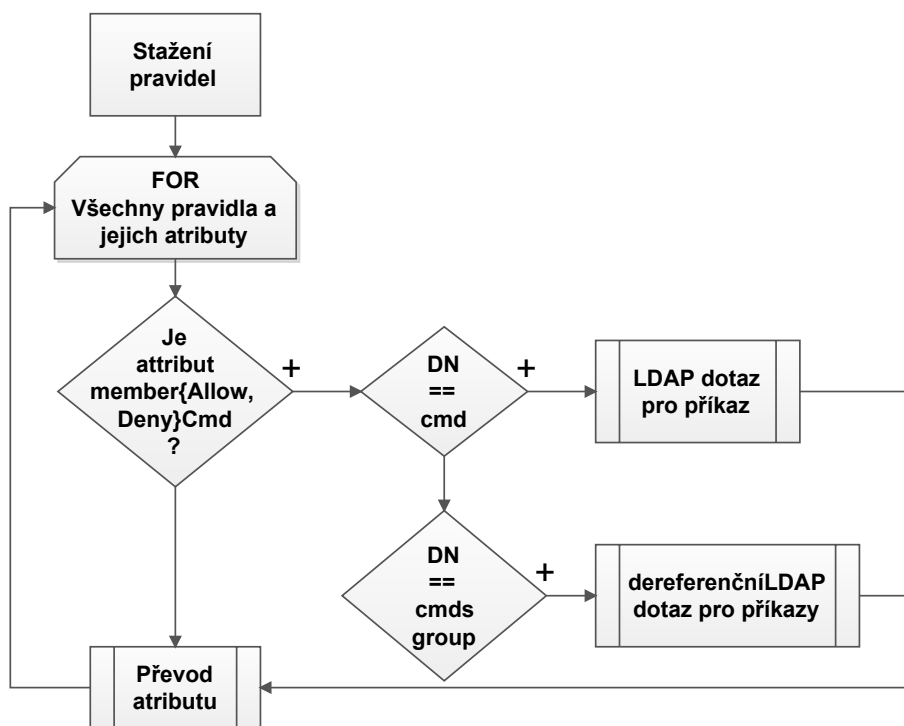 Stažení
pravidel
FOR
Všechny pravidla a
jejich atributy
Je
attribut
member{Allow,
Deny}Cmd
?
+
DN
==
cmd
+
LDAP dotaz
pro příkaz
DN
==
cmds
group
+
dereferenčníLDAP
dotaz pro příkazy
Převod
atributu